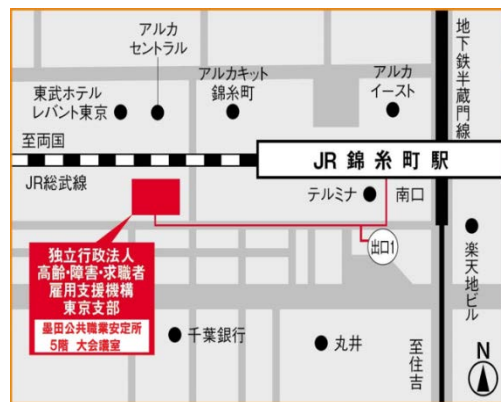 アルカ
セントラル
地下鉄半蔵門線
東武ホテル
レバント東京
アルカキット
錦糸町
アルカ
イースト
至両国
JR錦糸町駅
JR総武線
テルミナ
南口
出口1
楽天地ビル
独立行政法人
高齢・障害・求職者
雇用支援機構
東京支部
墨田公共職業安定所
5階 大会議室
千葉銀行
丸井
至住吉
N